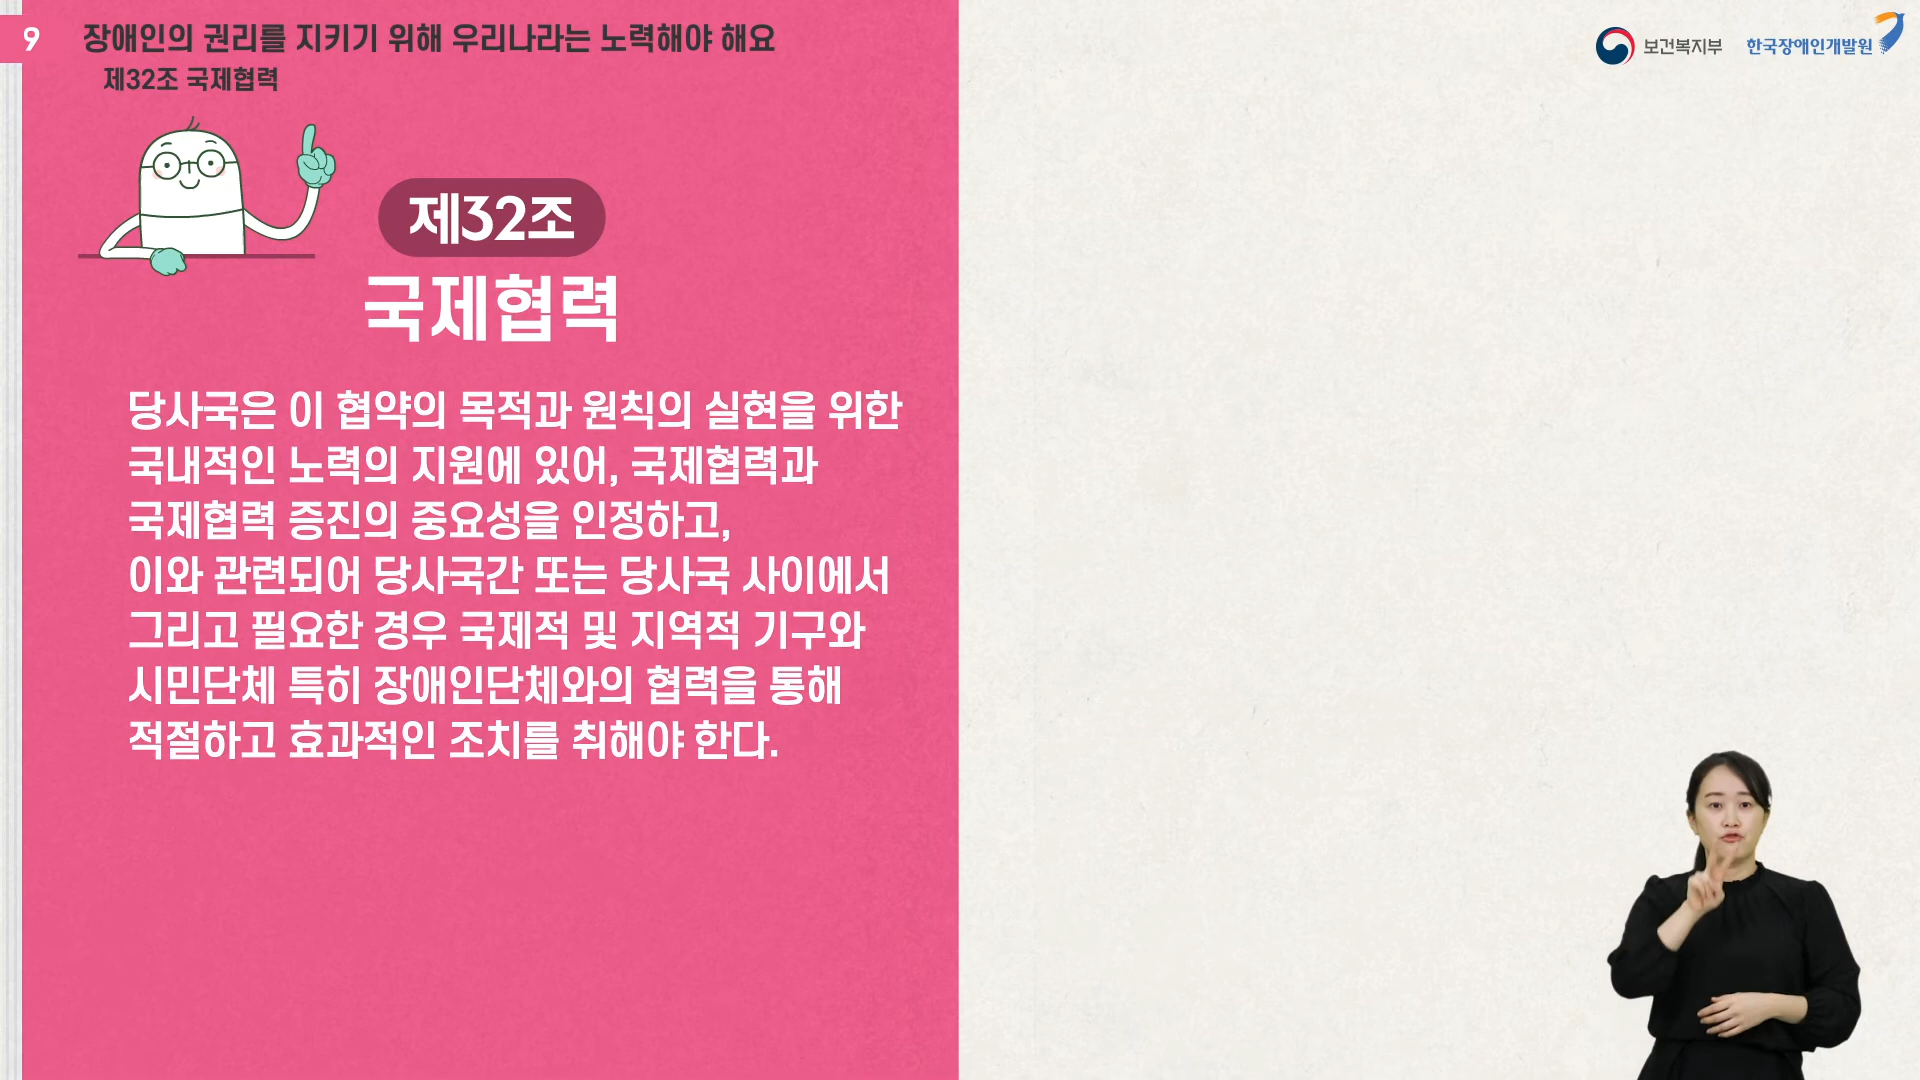 9
장애인의 권리를 지키기 위해 우리나라는 노력해야 해요
제32조 국제협력
보건복지부
한국장애인개발원
제32조
국제협력
당사국은 이 협약의 목적과 원칙의 실현을 위한
국내적인 노력의 지원에 있어, 국제협력과
국제협력 증진의 중요성을 인정하고,
이와 관련되어 당사국간 또는 당사국 사이에서
그리고 필요한 경우 국제적 및 지역적 기구와
시민단체 특히 장애인단체와의 협력을 통해
적절하고 효과적인 조치를 취해야 한다.